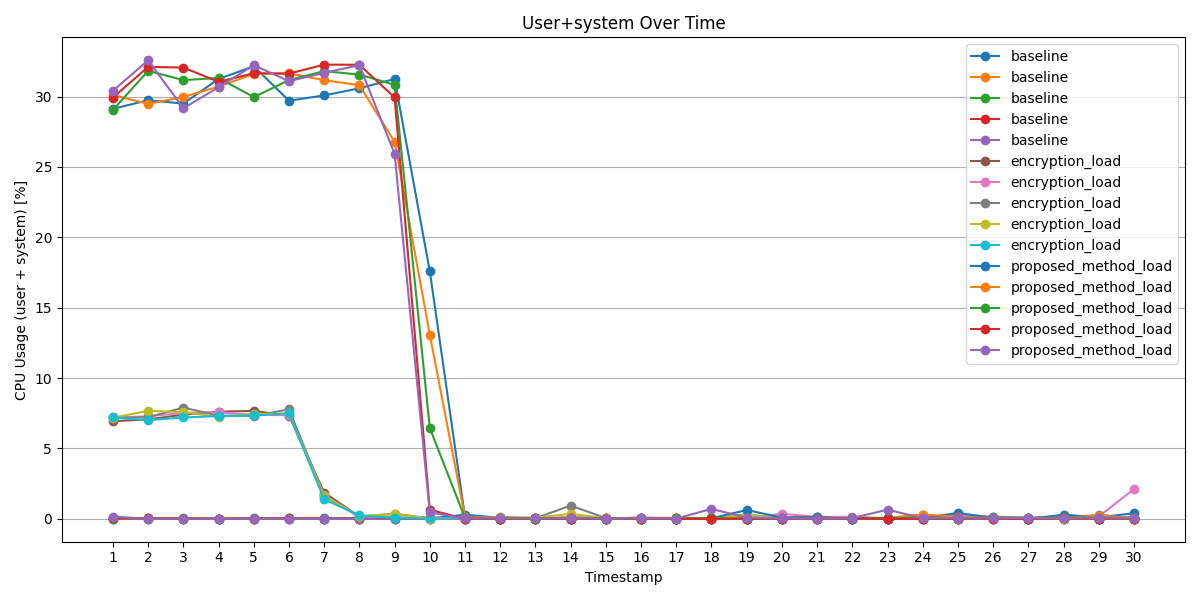 User+system Over Time
CPU Usage (user + system) [%]
30
25
20
15
10
5
0
baseline
baseline
baseline
baseline
baseline
encryption_load
encryption_load
encryption_load
encryption_load
encryption_load
proposed_method_load
proposed_method_load
proposed_method_load
proposed_method_load
proposed_method_load
1 2 3 4 5 6 7 8 9 10 11 12 13 14 15 16 17 18 19 20 21 22 23 24 25 26 27 28 29 30
Timestamp